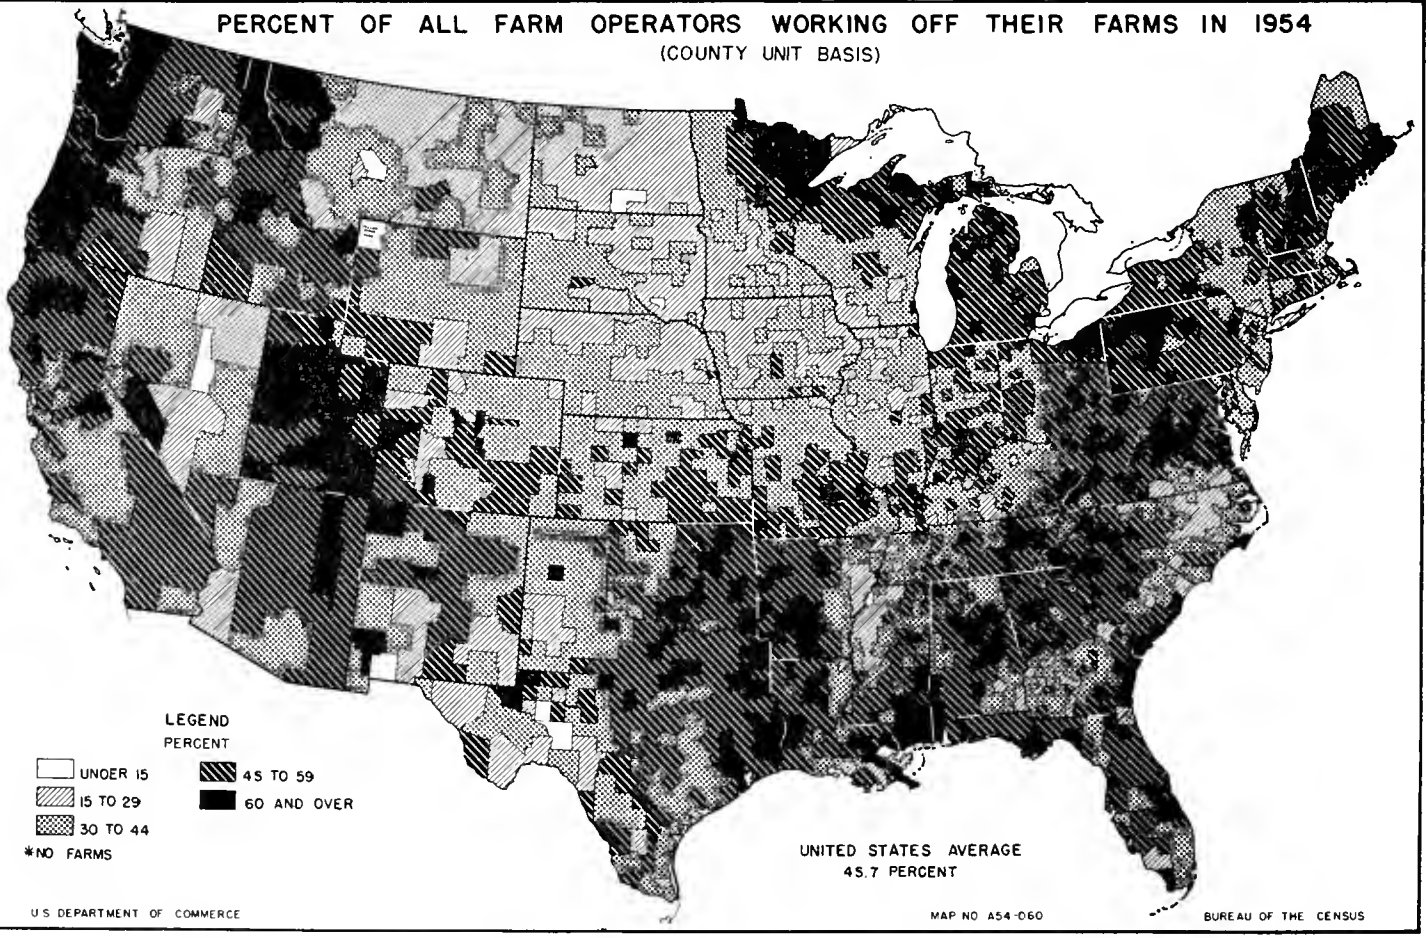 PERCENT OF ALL FARM OPERATORS WORKING OFF THEIR FARMS IN 1954
(COUNTY UNIT BASIS)
LEGEND
PERCENT
UNDER 15
15 TO 29
30 TO 44
*NO FARMS
45 TO 59
60 AND OVER
UNITED STATES AVERAGE
45.7 PERCENT
U S DEPARTMENT OF COMMERCE
MAP NO A54-060
BUREAU OF THE CENSUS